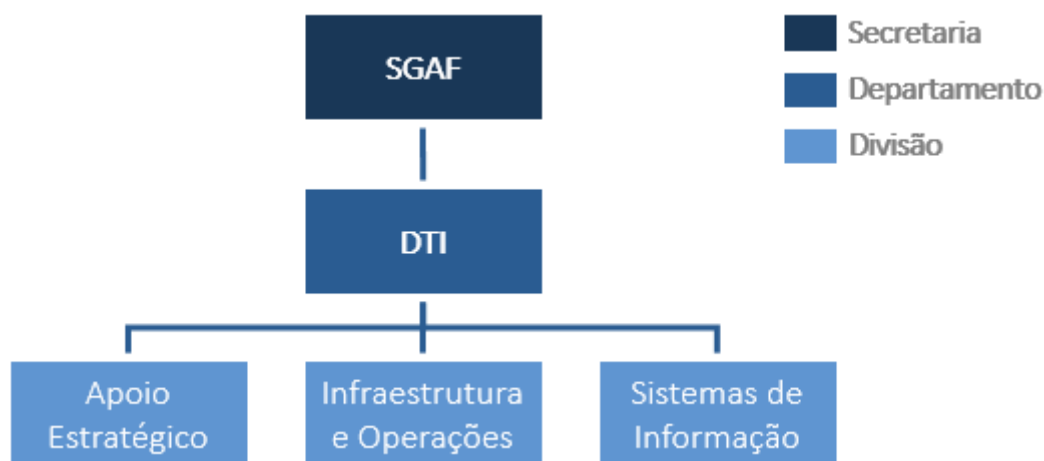 SGAF
DTI
Apoio
Estratégico
Infraestrutura
e Operações
Sistemas de
Informação
Secretaria
Departamento
Divisão